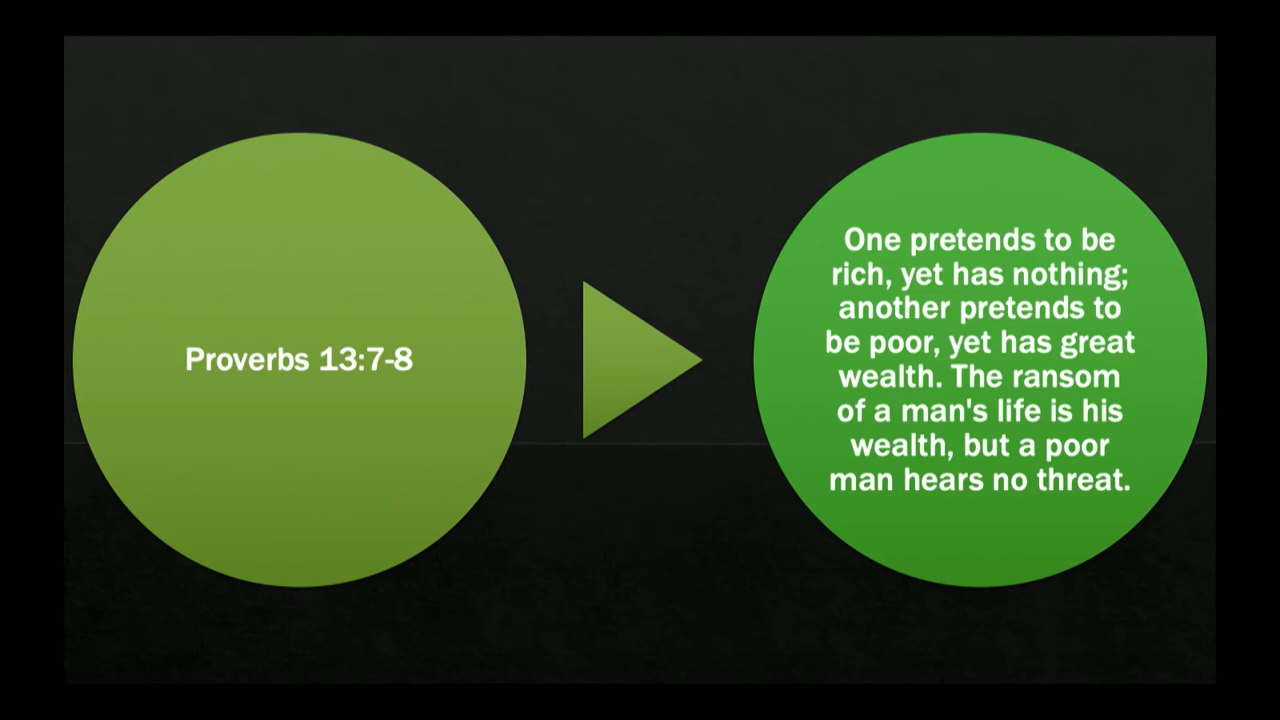 Proverbs 13:7-8
One pretends to be
rich, yet has nothing;
another pretends to
be poor, yet has great
wealth. The ransom
of a man's life is his
wealth, but a poor
man hears no threat.